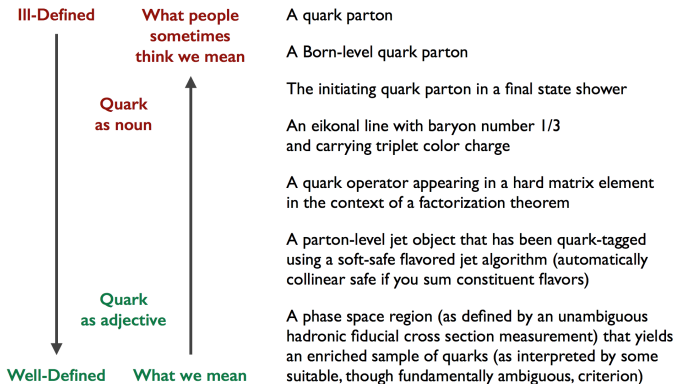 Ill-Defined
What people
sometimes
think we mean
Quark
as noun
Quark
as adjective
Well-Defined
What we mean
A quark parton
A Born-level quark parton
The initiating quark parton in a final state shower
An eikonal line with baryon number 1/3
and carrying triplet color charge
A quark operator appearing in a hard matrix element
in the context of a factorization theorem
A parton-level jet object that has been quark-tagged
using a soft-safe flavored jet algorithm (automatically
collinear safe if you sum constituent flavors)
A phase space region (as defined by an unambiguous
hadronic fiducial cross section measurement) that yields
an enriched sample of quarks (as interpreted by some
suitable, though fundamentally ambiguous, criterion)